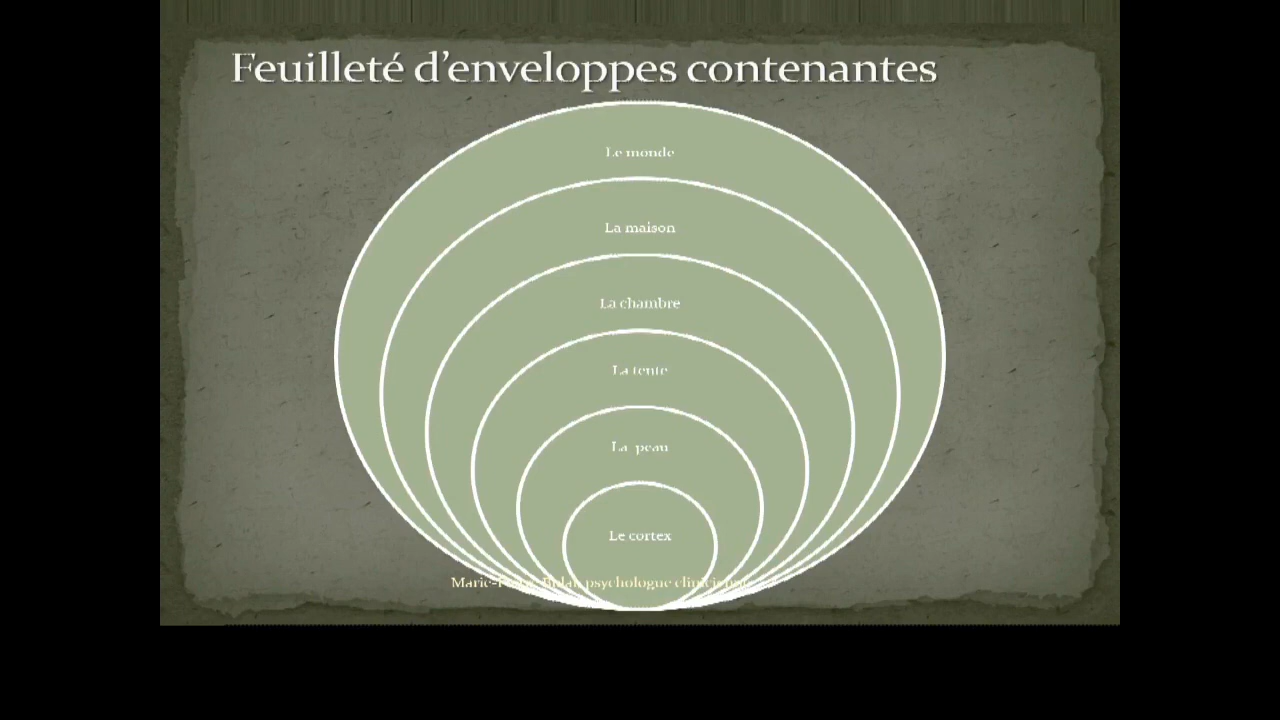 Feuilleté d'enveloppes contenantes
Le monde
La maison
La chambre
La tente
La peau
Le cortex
psychologue